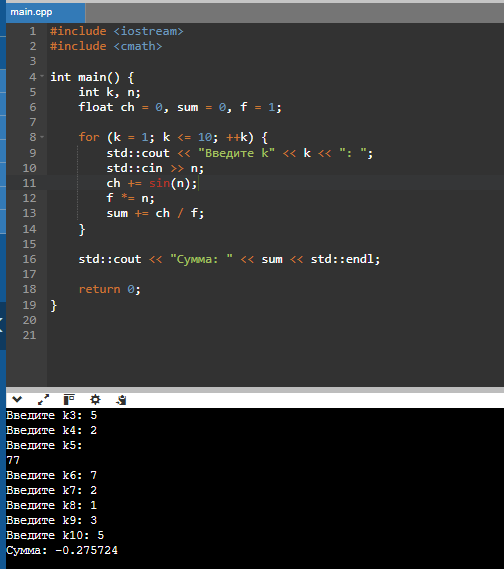 main.cpp
1 #include <iostream>
2 #include <cmath>
3
4 int main() {
5 int k, n;
6 float ch = 0, sum = 0, f = 1;
7
8 for (k = 1; k <= 10; ++k) {
9 std::cout << "Введите k" << k << ": ";
10 std::cin >> n;
11 ch += sin(n);
12 f *= n;
13 sum += ch / f;
14 }
15
16 std::cout << "Сумма: " << sum << std::endl;
17
18 return 0;
19 }
20
21
Введите k3: 5
Введите k4: 2
Введите k5:
77
Введите k6: 7
Введите k7: 2
Введите k8: 1
Введите k9: 3
Введите k10: 5
Сумма: -0.275724